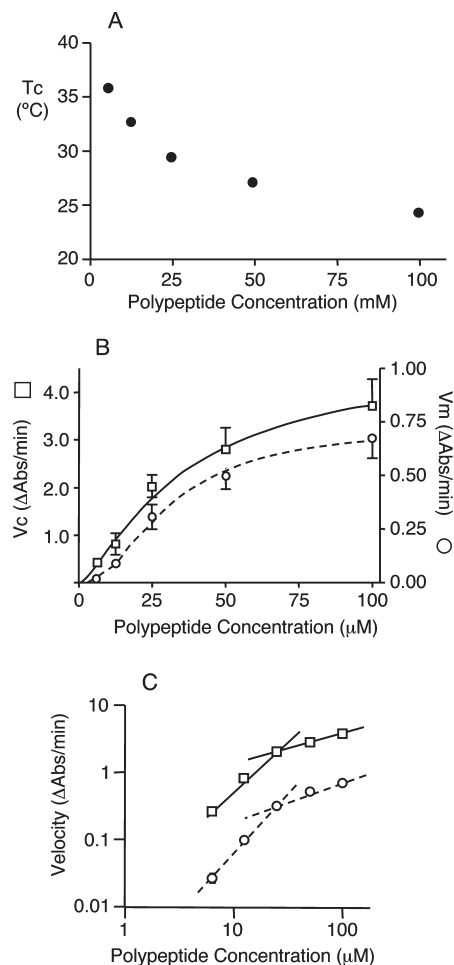 A
40
35
30
25
20
Tc
(ºC)
0 25 50 75 100
Polypeptide Concentration (mM)
B
4.0
3.0
2.0
1.0
Vc (ΔAbs/min)
1.00
0.75
0.50
0.25
0.00
Vm (ΔAbs/min)
0 25 50 75 100
Polypeptide Concentration (μM)
C
10
1
0.1
0.01
Velocity (ΔAbs/min)
1 10 100
Polypeptide Concentration (μM)